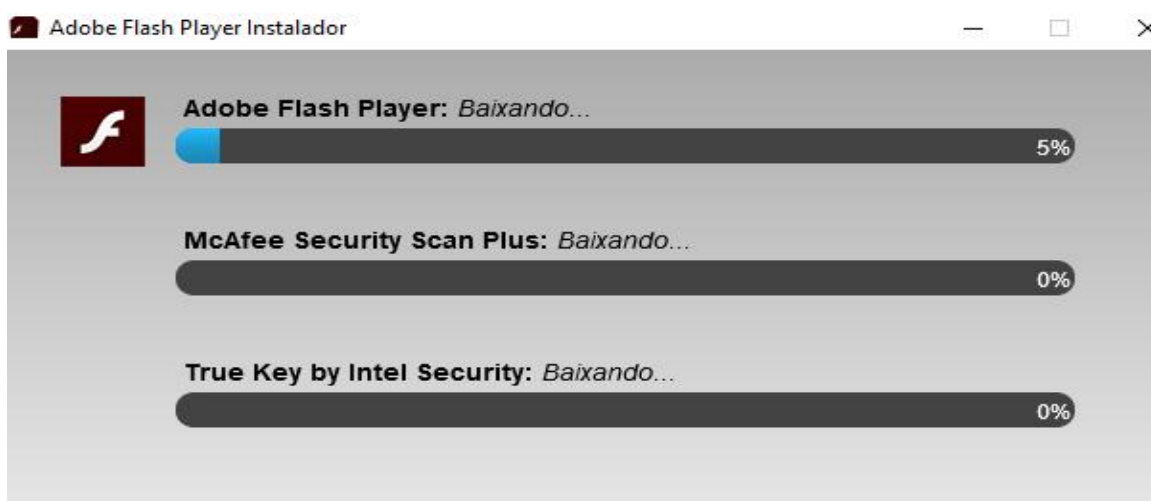 Adobe Flash Player Instalador
Adobe Flash Player: Baixando...
5%
McAfee Security Scan Plus: Baixando...
0%
True Key by Intel Security: Baixando...
0%